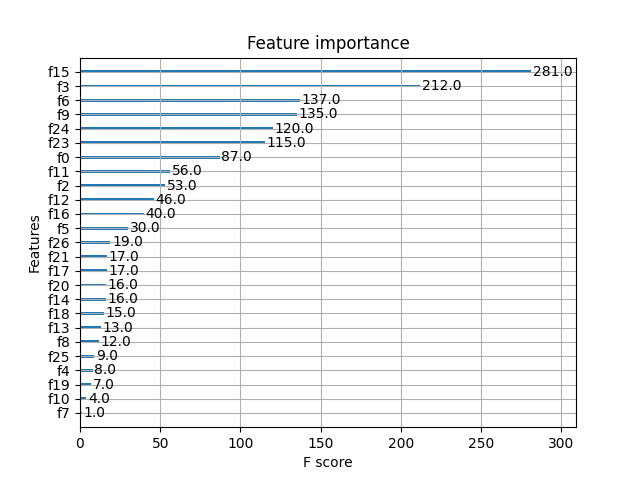 Feature importance
f15 281.0
f3 212.0
f6 137.0
f9 135.0
f24 120.0
f23 115.0
f0 87.0
f11 56.0
f2 53.0
f12 46.0
f16 40.0
f5 30.0
f26 19.0
f21 17.0
f17 17.0
f20 16.0
f14 16.0
f18 15.0
f13 13.0
f8 12.0
f25 9.0
f4 8.0
f19 7.0
f10 4.0
f7 1.0
Features
0 50 100 150 200 250 300
F score